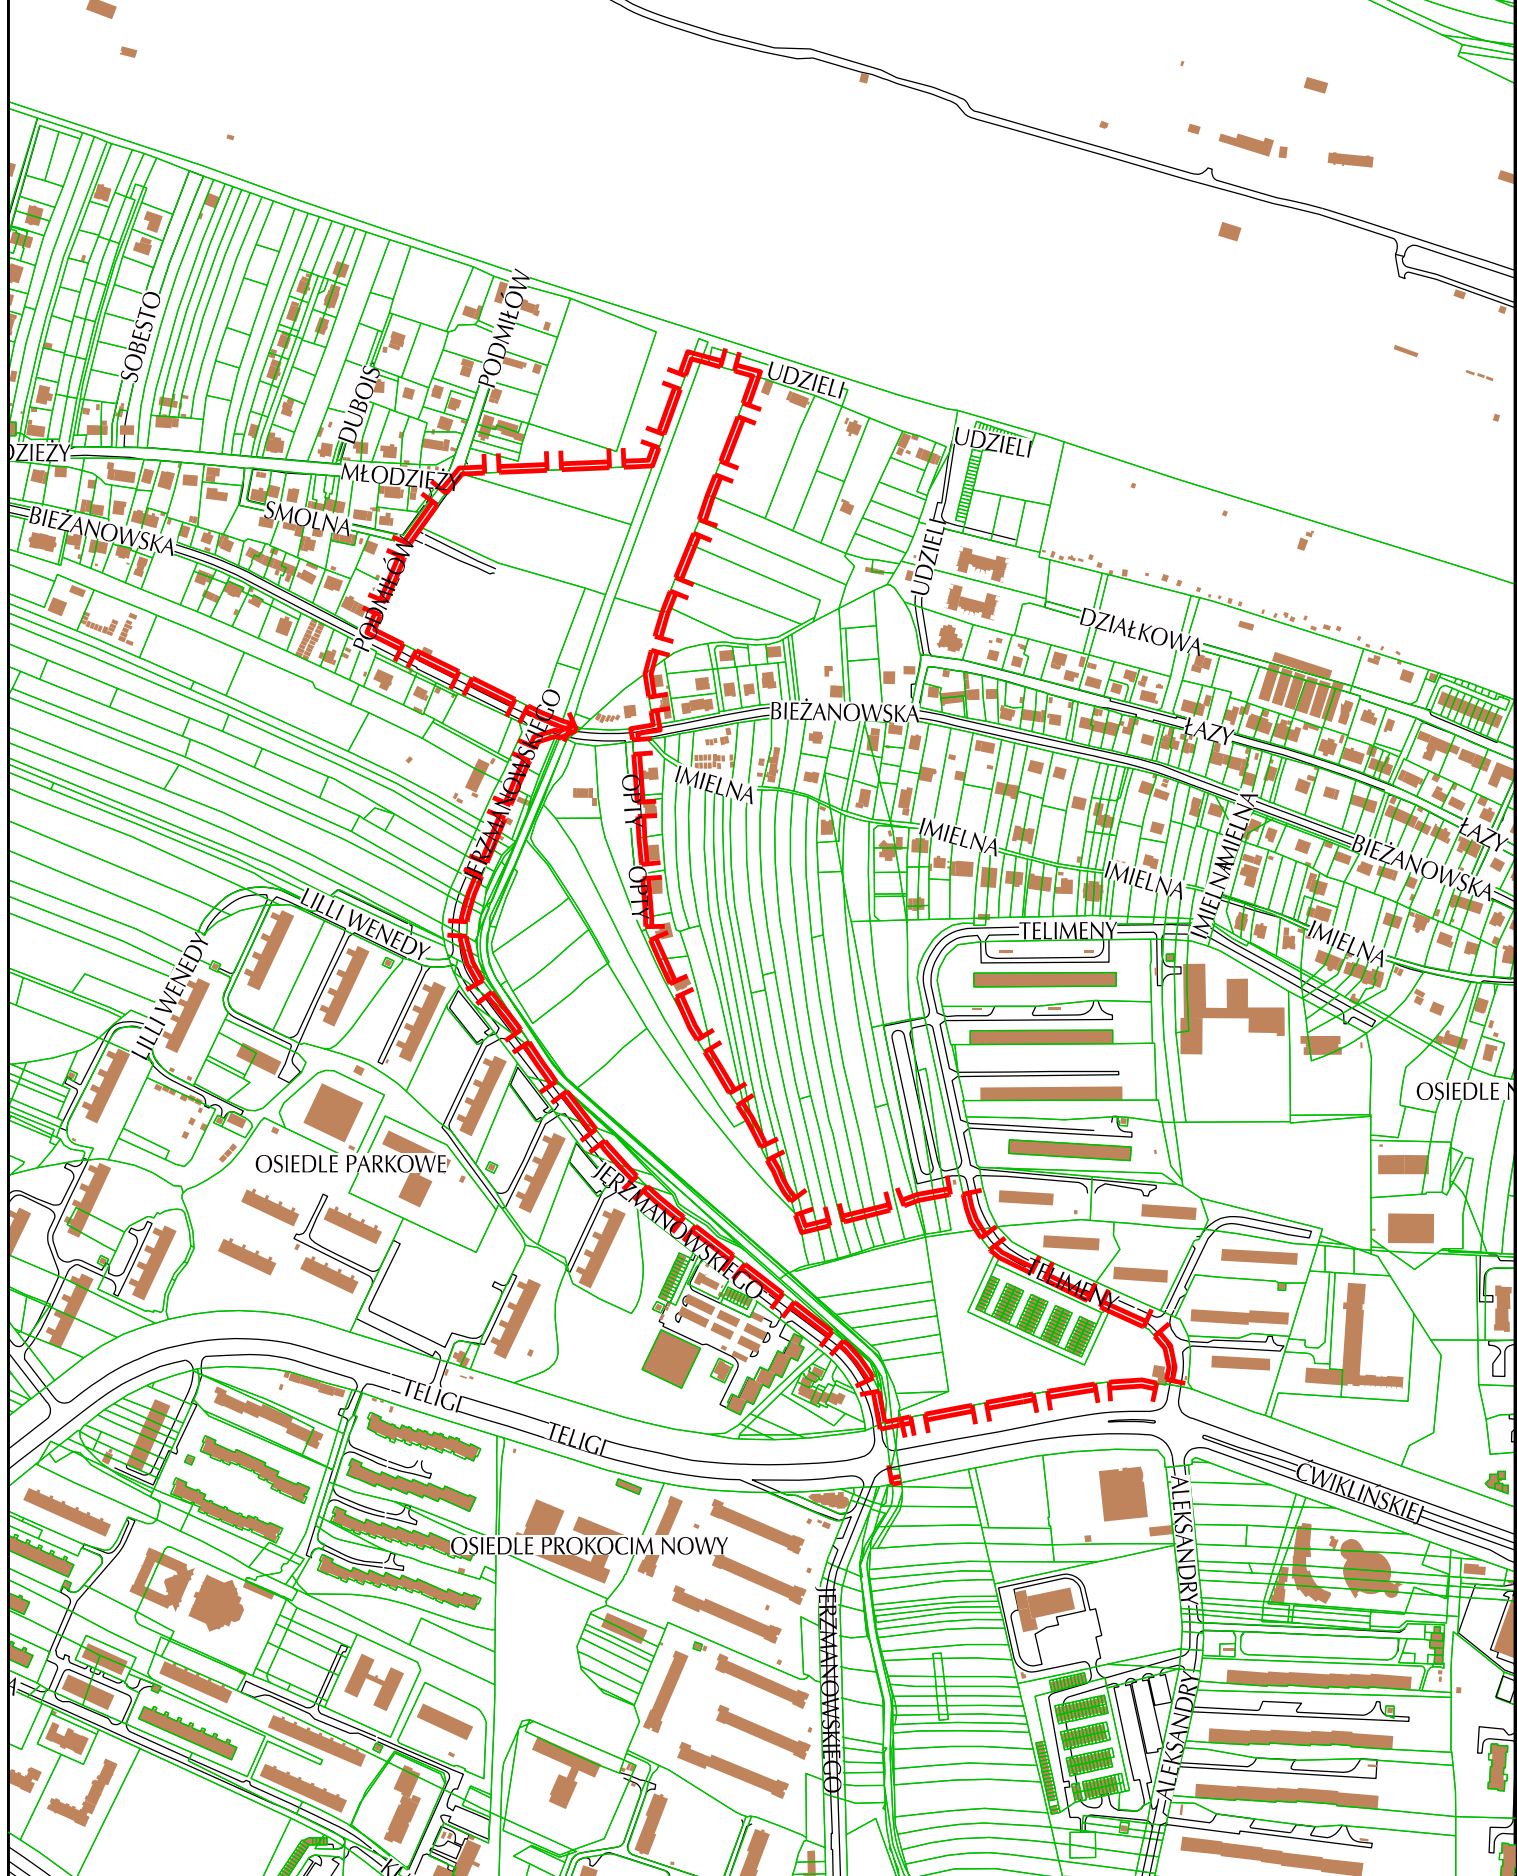 PODMIŁÓW
SOBESTO
UDZIELI
DUBOIS
UDZIELI
DZIEŻY
MŁODZIEŻY
SMOLNA
BIEŻANOWSKA
UDZIELI
PODMIŁÓW
DZIAŁKOWA
BIEŻANOWSKA
ŁAZY
JERZMANOWSKIEGO
IMIELNA
OPTY
IMIELNA
IMIELNA
ŁAZY
BIEŻANOWSKA
OPTY
IMIELNA
IMIELNA
LILLI WENEDY
TELIMENY
IMIELNA
LILLI WENEDY
OSIEDLE N
OSIEDLE PARKOWE
JERZMANOWSKIEGO
TELIMENY
TELIGI
TELIGI
ĆWIKLIŃSKIEJ
ALEKSANDRY
OSIEDLE PROKOCIM NOWY
JERZMANOWSKIEGO
ALEKSANDRY